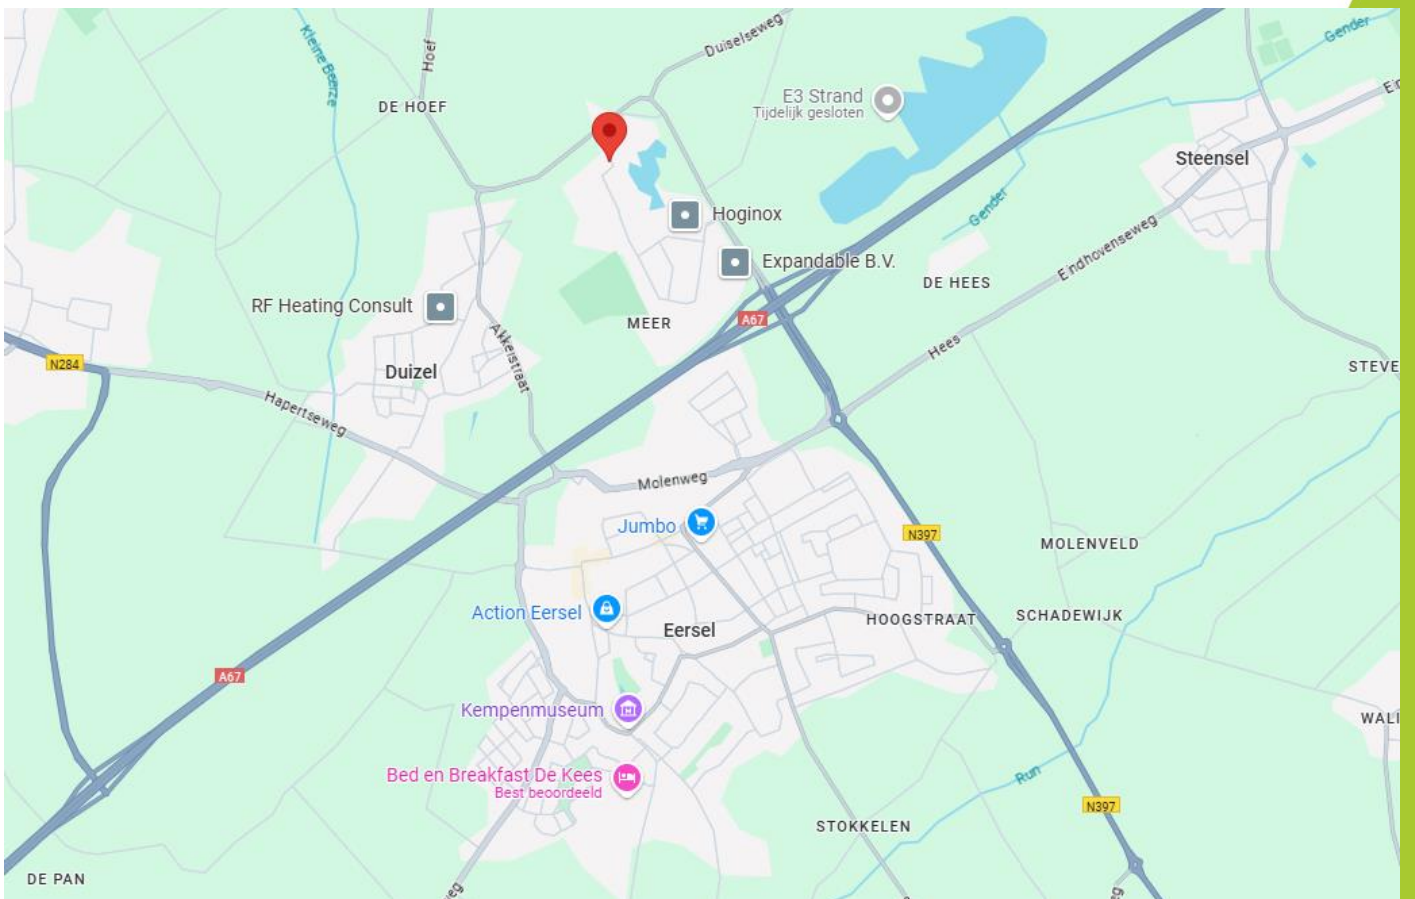 Kleine Beerze
Hoef
DE HOEF
Duiselseweg
E3 Strand
Tijdelijk gesloten
Gender
Steensel
Hoginox
Gender
Expandable B.V.
Eindhovenseweg
DE HEES
RF Heating Consult
MEER
A67
Hees
N284
Duizel
Akkerstraat
STEVE
Hapertseweg
Molenweg
Jumbo
N397
MOLENVELD
Action Eersel
Eersel
HOOGSTRAAT
SCHADEWIJK
A67
Kempenmuseum
WALI
Bed en Breakfast De Kees
Best beoordeeld
Run
N397
STOKKELEN
DE PAN